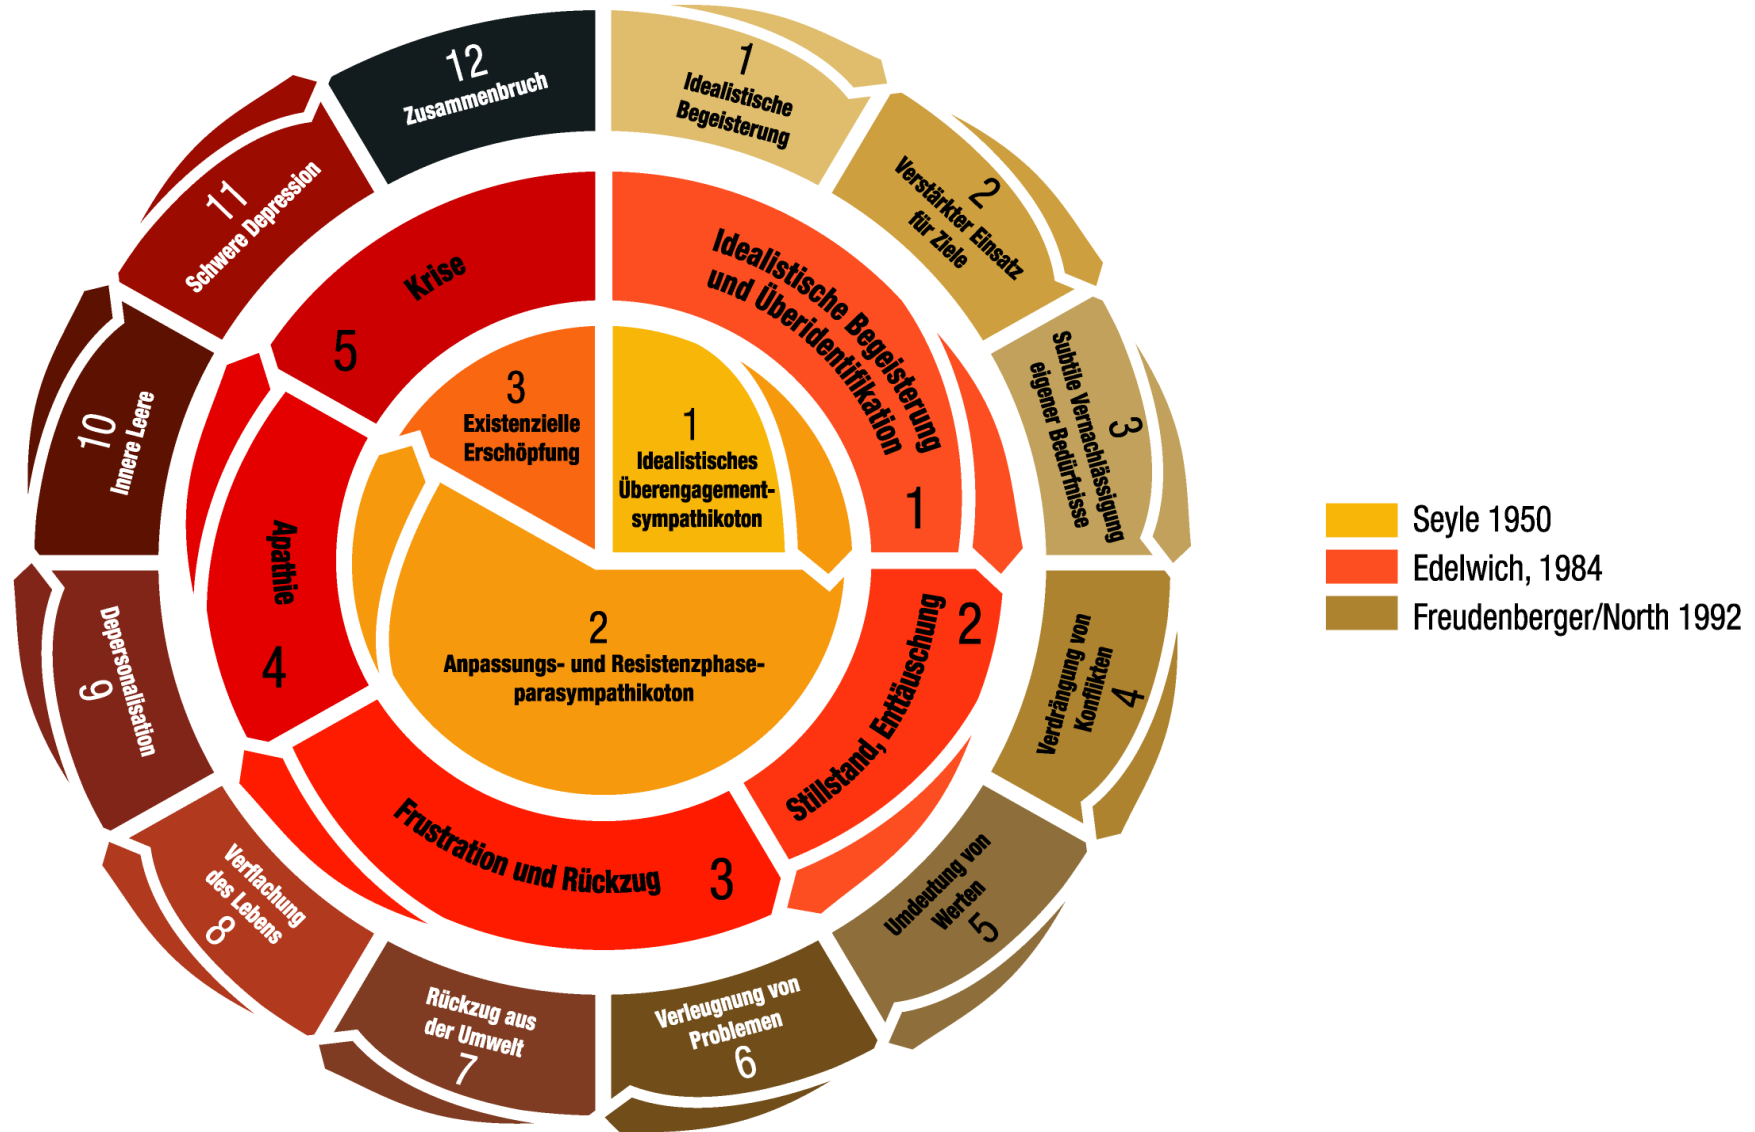 1
Idealistische
Begeisterung
2
Verstärkter Einsatz
für Ziele
3
Subtile Vernachlässigung
eigener Bedürfnisse
Verdrängung von
Konflikten
4
Umdeutung von
Werten
5
Verleugnung von
Problemen
6
Rückzug aus
der Umwelt
7
Verflachung
des Lebens
8
Depersonalisation
9
10
Innere Leere
11
Schwere Depression
12
Zusammenbruch
Idealistische Begeisterung
und Überidentifikation
1
2
Stillstand, Enttäuschung
Frustration und Rückzug
3
Apathie
4
Krise
5
1
Idealistisches
Überengagement-
sympathikoton
2
Anpassungs- und Resistenzphase-
parasympathikoton
3
Existenzielle
Erschöpfung
Seyle 1950
Edelwich, 1984
Freudenberger/North 1992